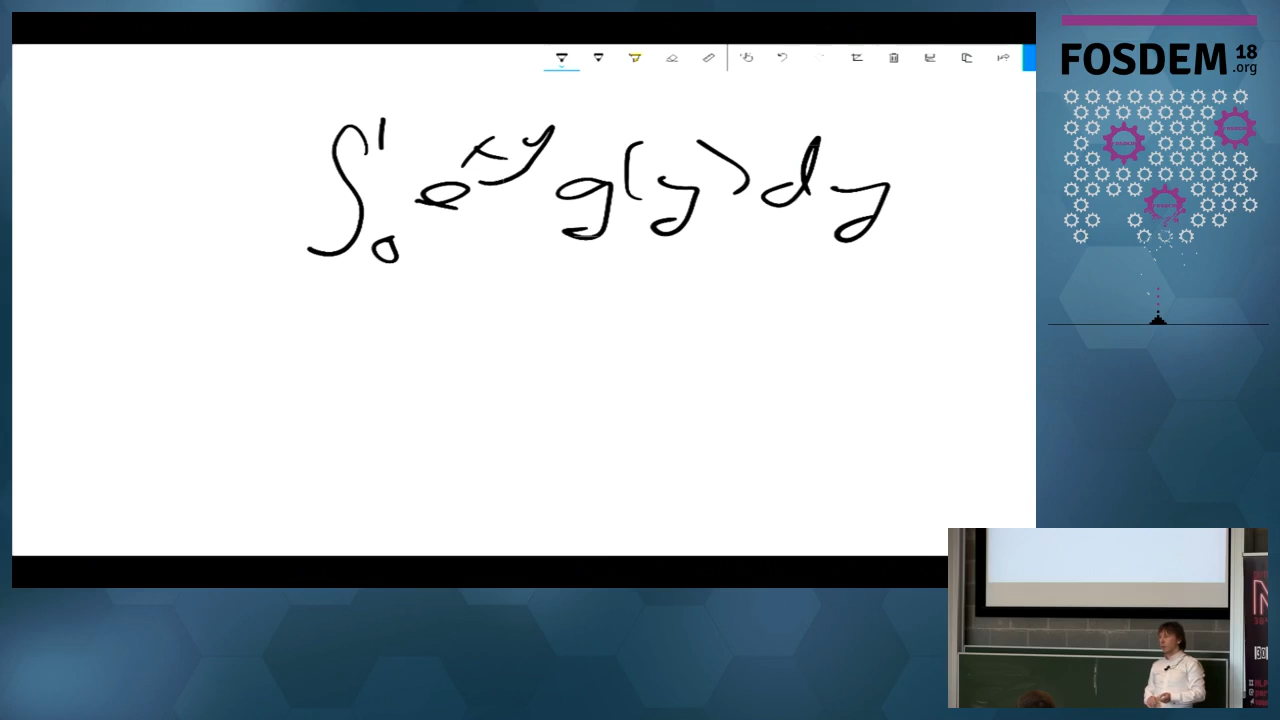 ∫₀¹ e^{xy} g(y) dy
FOSDEM 18
.org